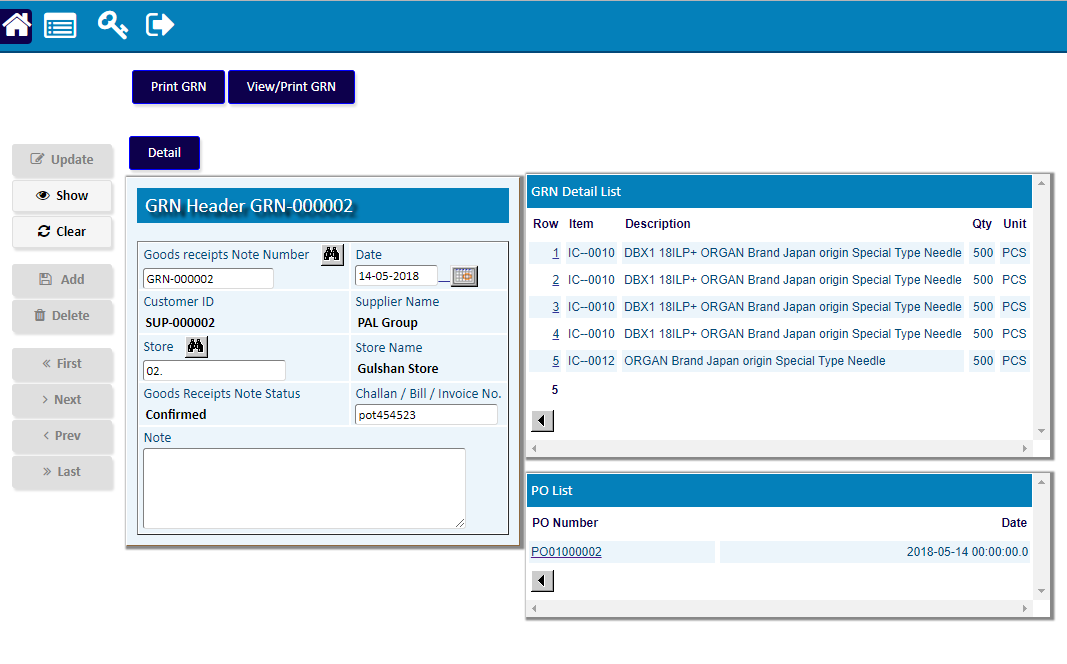 Print GRN View/Print GRN
Detail
Update
Show
Clear
Add
Delete
First
Next
Prev
Last
GRN Header GRN-000002
Goods receipts Note Number Date
GRN-000002 14-05-2018
Customer ID Supplier Name
SUP-000002 PAL Group
Store Store Name
02. Gulshan Store
Goods Receipts Note Status Challan / Bill / Invoice No.
Confirmed pot454523
Note
GRN Detail List
Row Item Description Qty Unit
1 IC--0010 DBX1 18ILP+ ORGAN Brand Japan origin Special Type Needle 500 PCS
2 IC--0010 DBX1 18ILP+ ORGAN Brand Japan origin Special Type Needle 500 PCS
3 IC--0010 DBX1 18ILP+ ORGAN Brand Japan origin Special Type Needle 500 PCS
4 IC--0010 DBX1 18ILP+ ORGAN Brand Japan origin Special Type Needle 500 PCS
5 IC--0012 ORGAN Brand Japan origin Special Type Needle 500 PCS
5
PO List
PO Number Date
PO01000002 2018-05-14 00:00:00.0